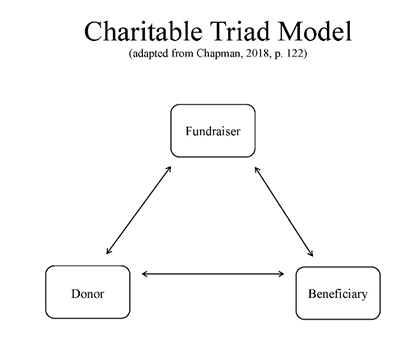 Charitable Triad Model
(adapted from Chapman, 2018, p. 122)
Fundraiser
Donor
Beneficiary